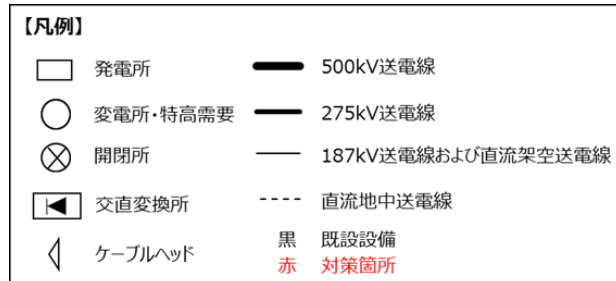 【凡例】
発電所 500kV送電線
変電所・特高需要 275kV送電線
開閉所 187kV送電線および直流架空送電線
交直変換所 直流地中送電線
ケーブルヘッド 黒 既設設備
赤 対策箇所